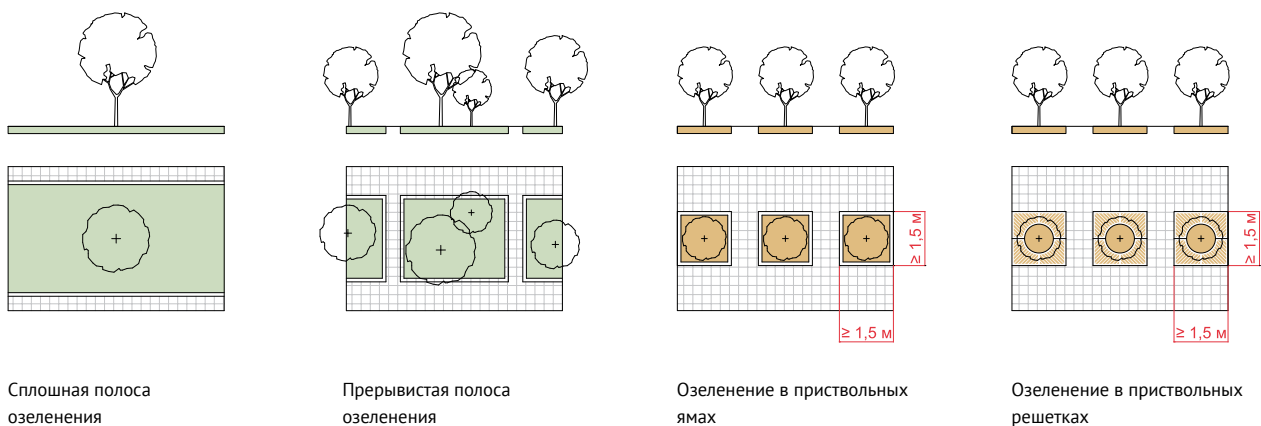 ≥ 1,5 м
≥ 1,5 м
≥ 1,5 м
≥ 1,5 м
Сплошная полоса
озеленения
Прерывистая полоса
озеленения
Озеленение в приствольных
ямах
Озеленение в приствольных
решетках